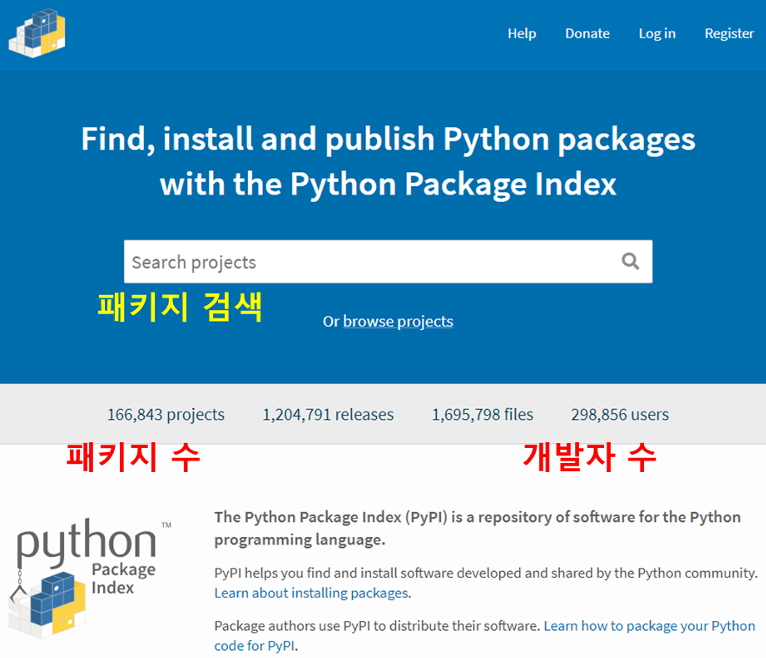 Help Donate Log in Register
Find, install and publish Python packages
with the Python Package Index
Search projects
패키지 검색
Or browse projects
166,843 projects 1,204,791 releases 1,695,798 files 298,856 users
패키지 수 개발자 수
python™
Package
Index
The Python Package Index (PyPI) is a repository of software for the Python
programming language.
PyPI helps you find and install software developed and shared by the Python community.
Learn about installing packages.
Package authors use PyPI to distribute their software. Learn how to package your Python
code for PyPI.